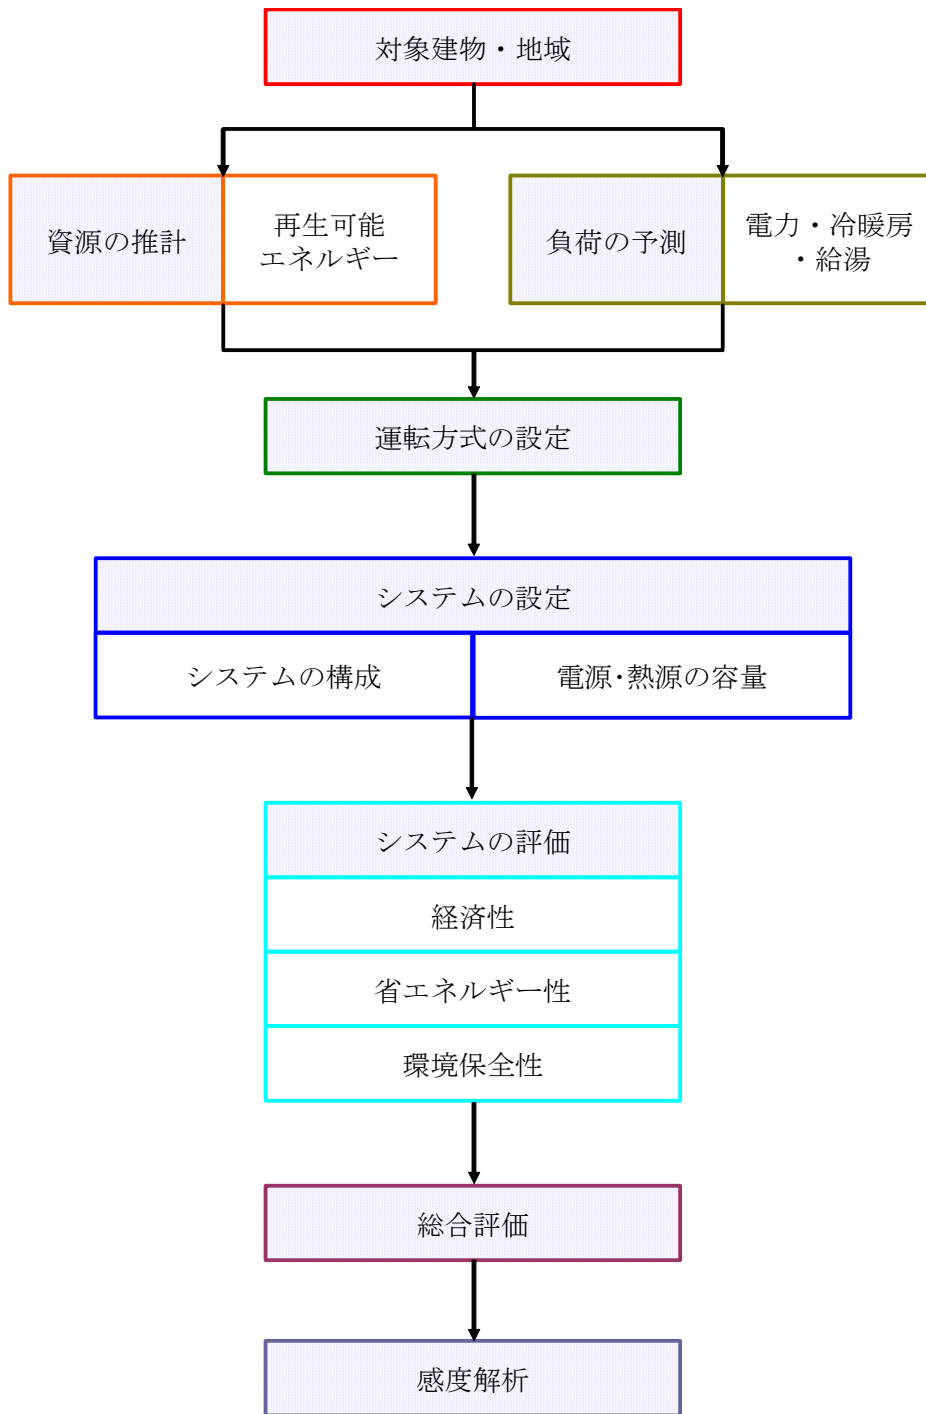 対象建物・地域
資源の推計
再生可能
エネルギー
負荷の予測
電力・冷暖房
・給湯
運転方式の設定
システムの設定
システムの構成
電源･熱源の容量
システムの評価
経済性
省エネルギー性
環境保全性
総合評価
感度解析